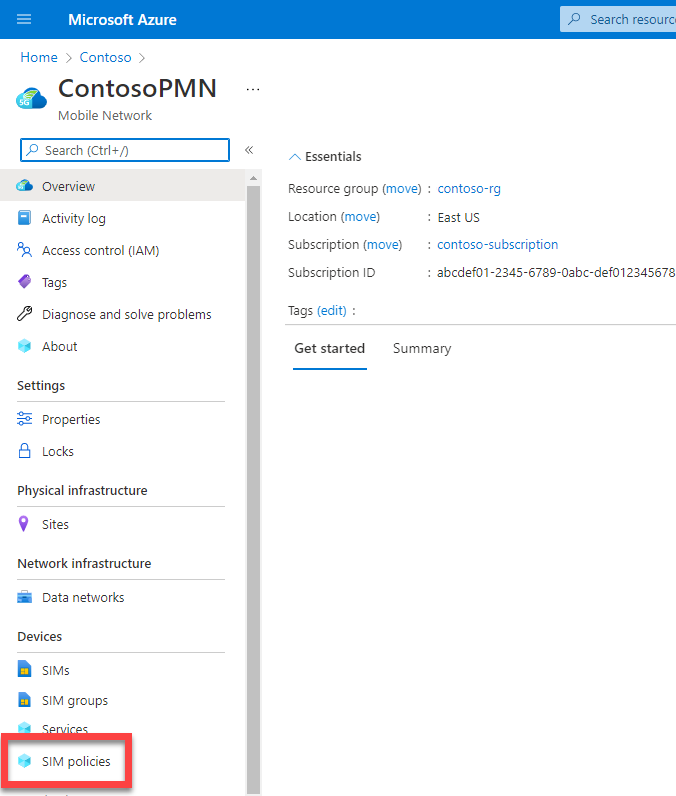 Microsoft Azure
Search resourc
Home > Contoso >
ContosoPMN ...
5G
Mobile Network
Search (Ctrl+/) «
Overview
Activity log
Access control (IAM)
Tags
Diagnose and solve problems
About
Settings
Properties
Locks
Physical infrastructure
Sites
Network infrastructure
Data networks
Devices
SIMs
SIM groups
Services
SIM policies
Essentials
Resource group (move) : contoso-rg
Location (move) : East US
Subscription (move) : contoso-subscription
Subscription ID : abcdef01-2345-6789-0abc-def012345678
Tags (edit) :
Get started Summary